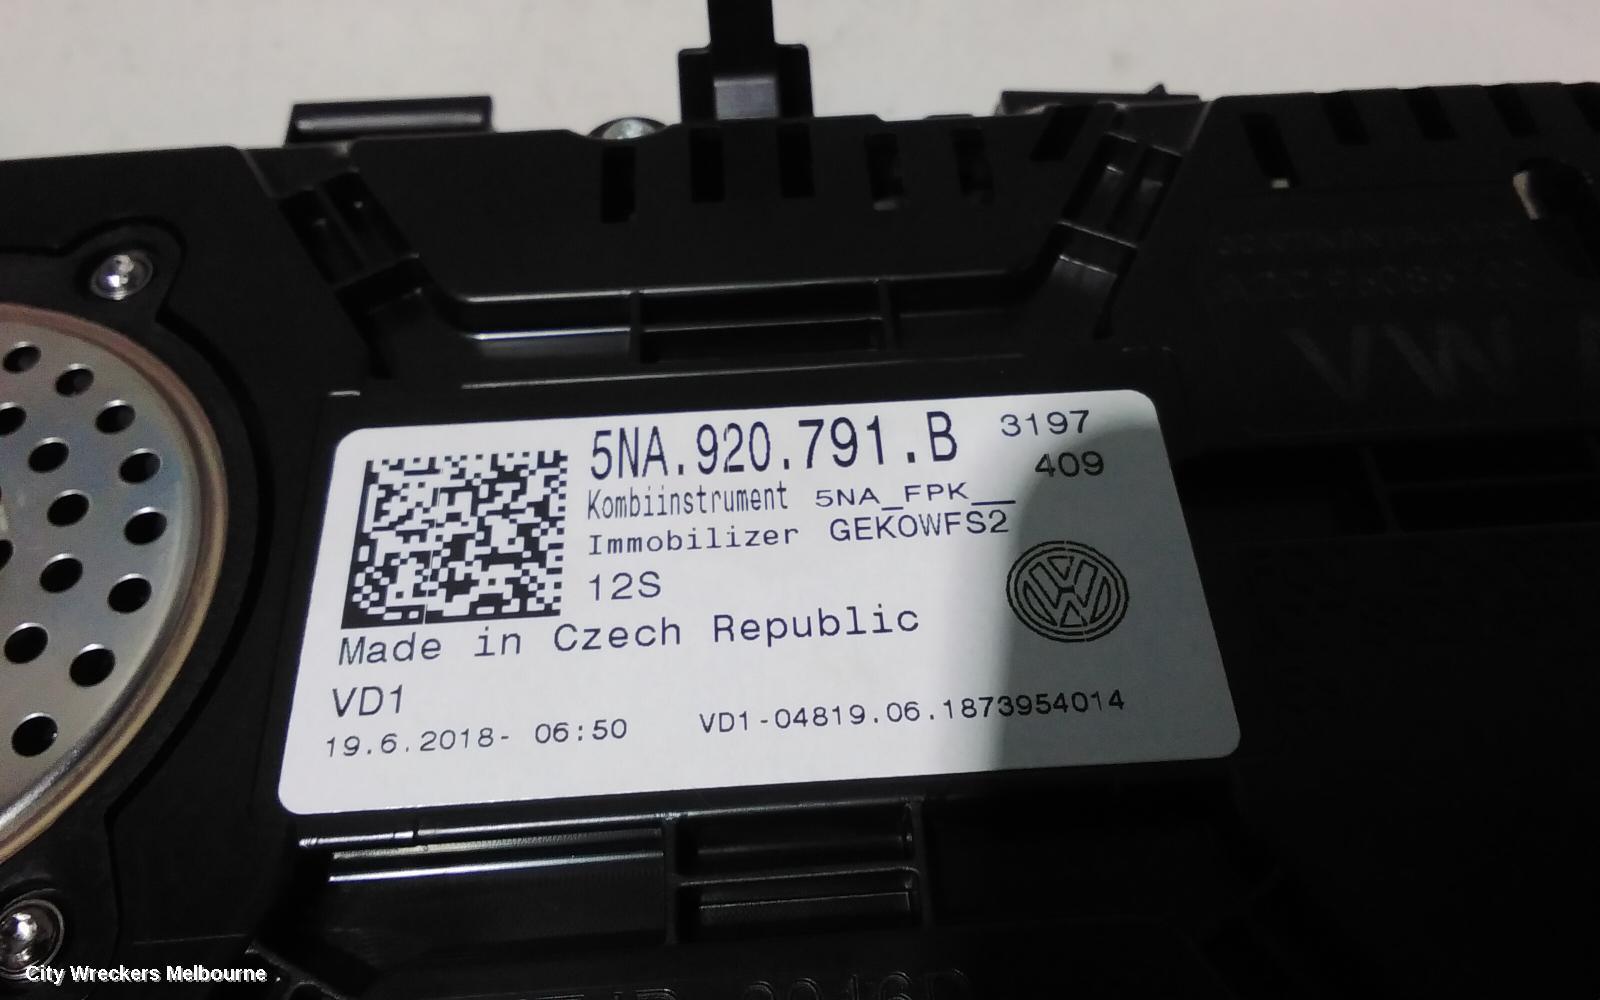 VW
5NA.920.791.B 3197
409
Kombiinstrument 5NA_FPK__
Immobilizer GEKOWFS2
12S
Made in Czech Republic
VD1
19.6.2018- 06:50 VD1-04819.06.1873954014
City Wreckers Melbourne .